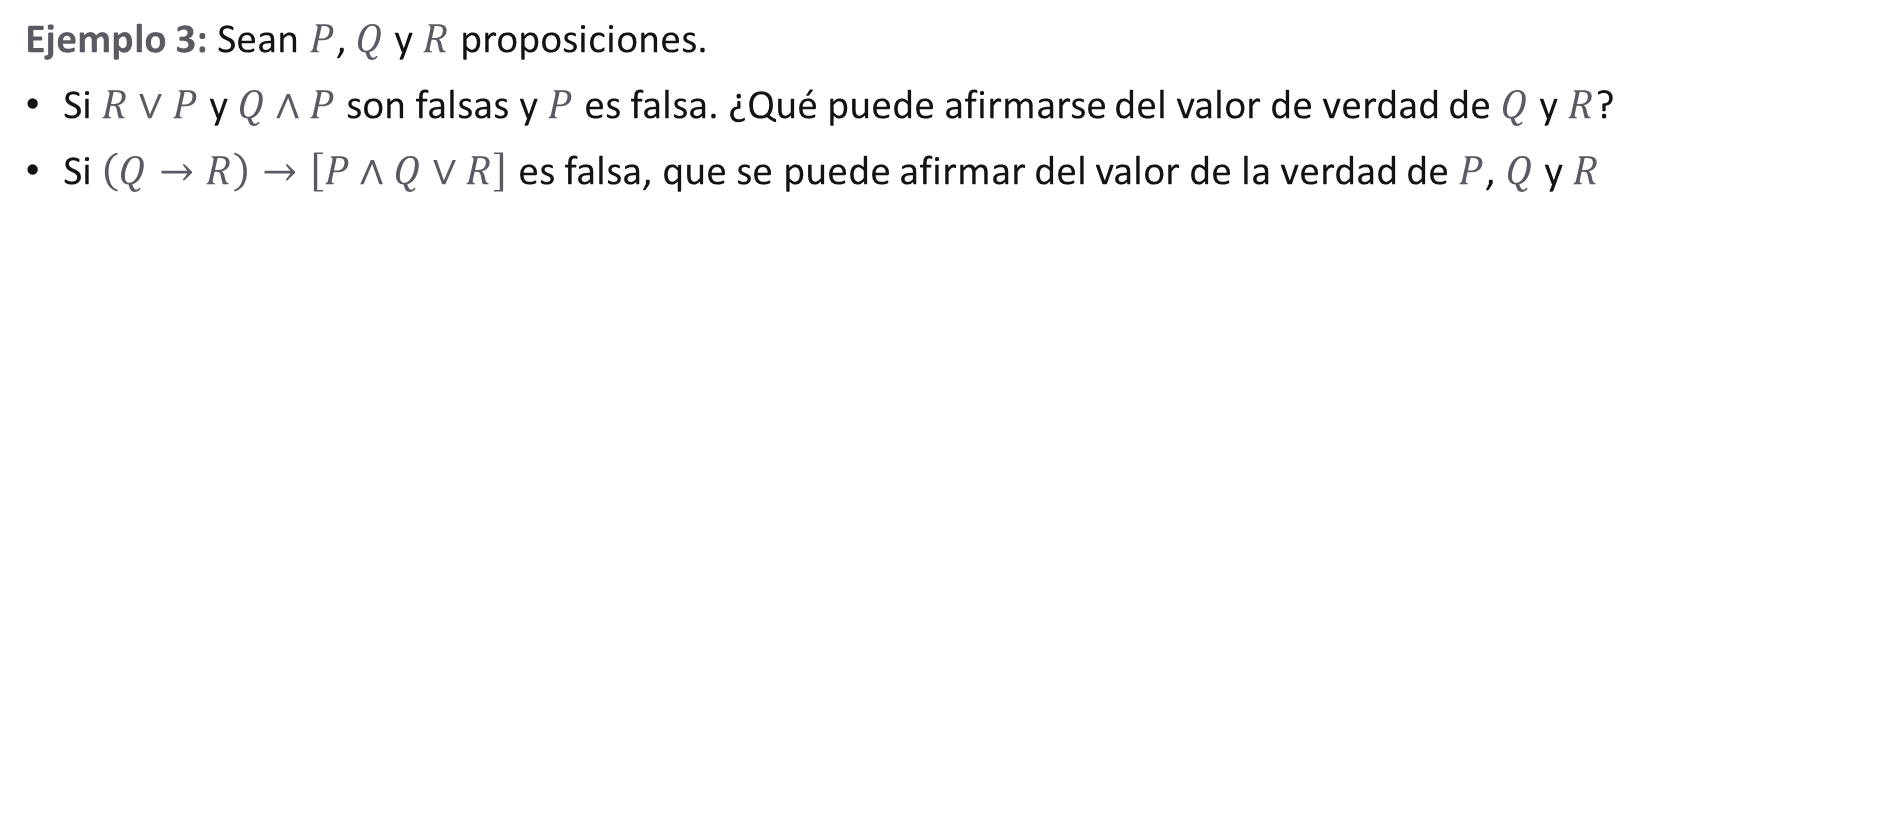 Ejemplo 3: Sean 𝑃, 𝑄 y 𝑅 proposiciones.
• Si 𝑅 ∨ 𝑃 y 𝑄 ∧ 𝑃 son falsas y 𝑃 es falsa. ¿Qué puede afirmarse del valor de verdad de 𝑄 y 𝑅?
• Si (𝑄 → 𝑅) → [𝑃 ∧ 𝑄 ∨ 𝑅] es falsa, que se puede afirmar del valor de la verdad de 𝑃, 𝑄 y 𝑅